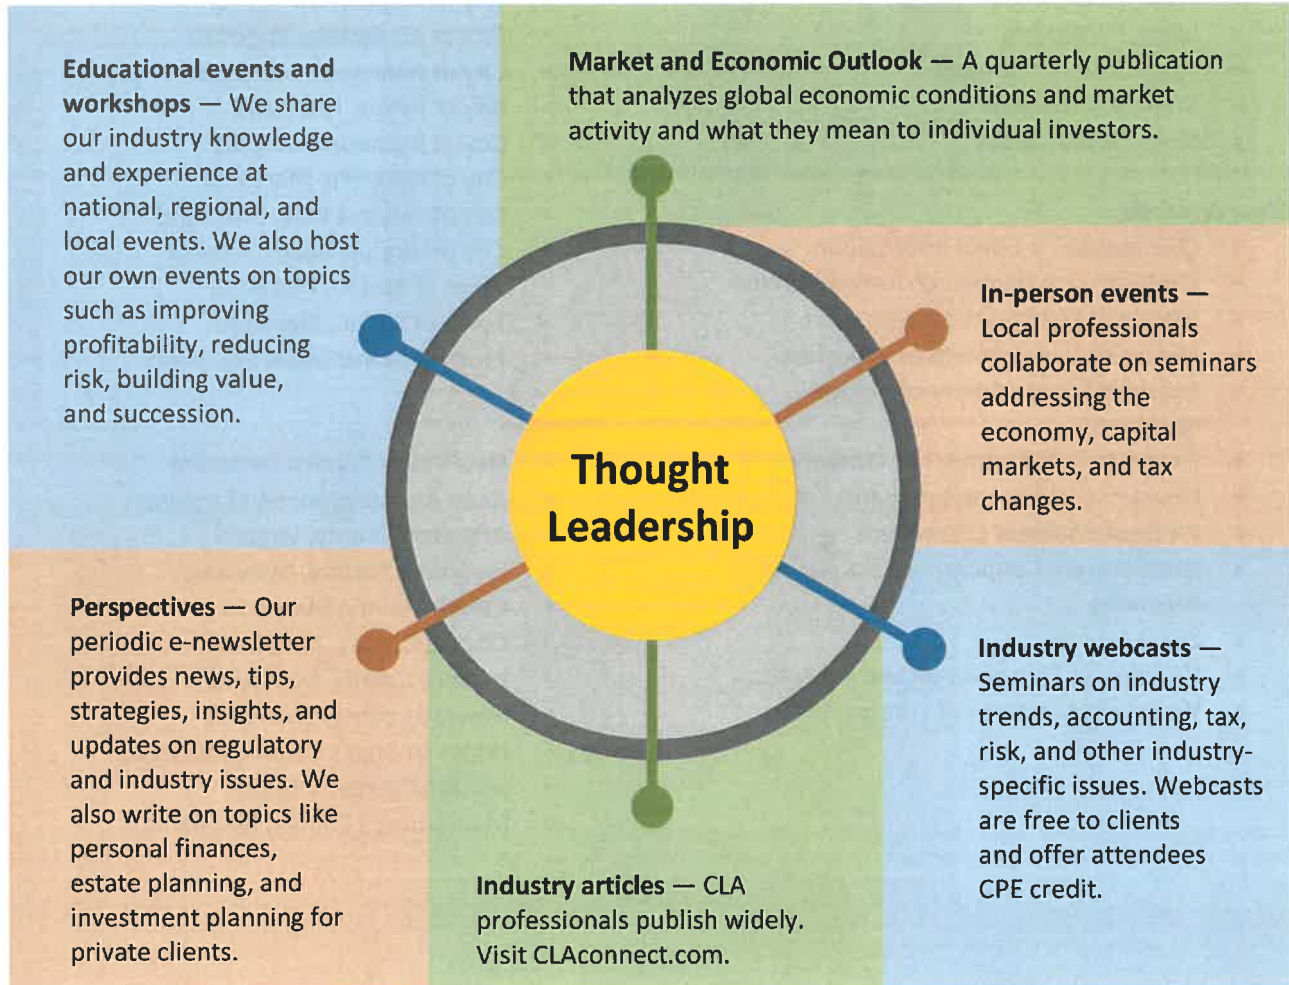 Educational events and
workshops — We share
our industry knowledge
and experience at
national, regional, and
local events. We also host
our own events on topics
such as improving
profitability, reducing
risk, building value,
and succession.
Market and Economic Outlook — A quarterly publication
that analyzes global economic conditions and market
activity and what they mean to individual investors.
In-person events —
Local professionals
collaborate on seminars
addressing the
economy, capital
markets, and tax
changes.
Thought
Leadership
Perspectives — Our
periodic e-newsletter
provides news, tips,
strategies, insights, and
updates on regulatory
and industry issues. We
also write on topics like
personal finances,
estate planning, and
investment planning for
private clients.
Industry articles — CLA
professionals publish widely.
Visit CLAconnect.com.
Industry webcasts —
Seminars on industry
trends, accounting, tax,
risk, and other industry-
specific issues. Webcasts
are free to clients
and offer attendees
CPE credit.